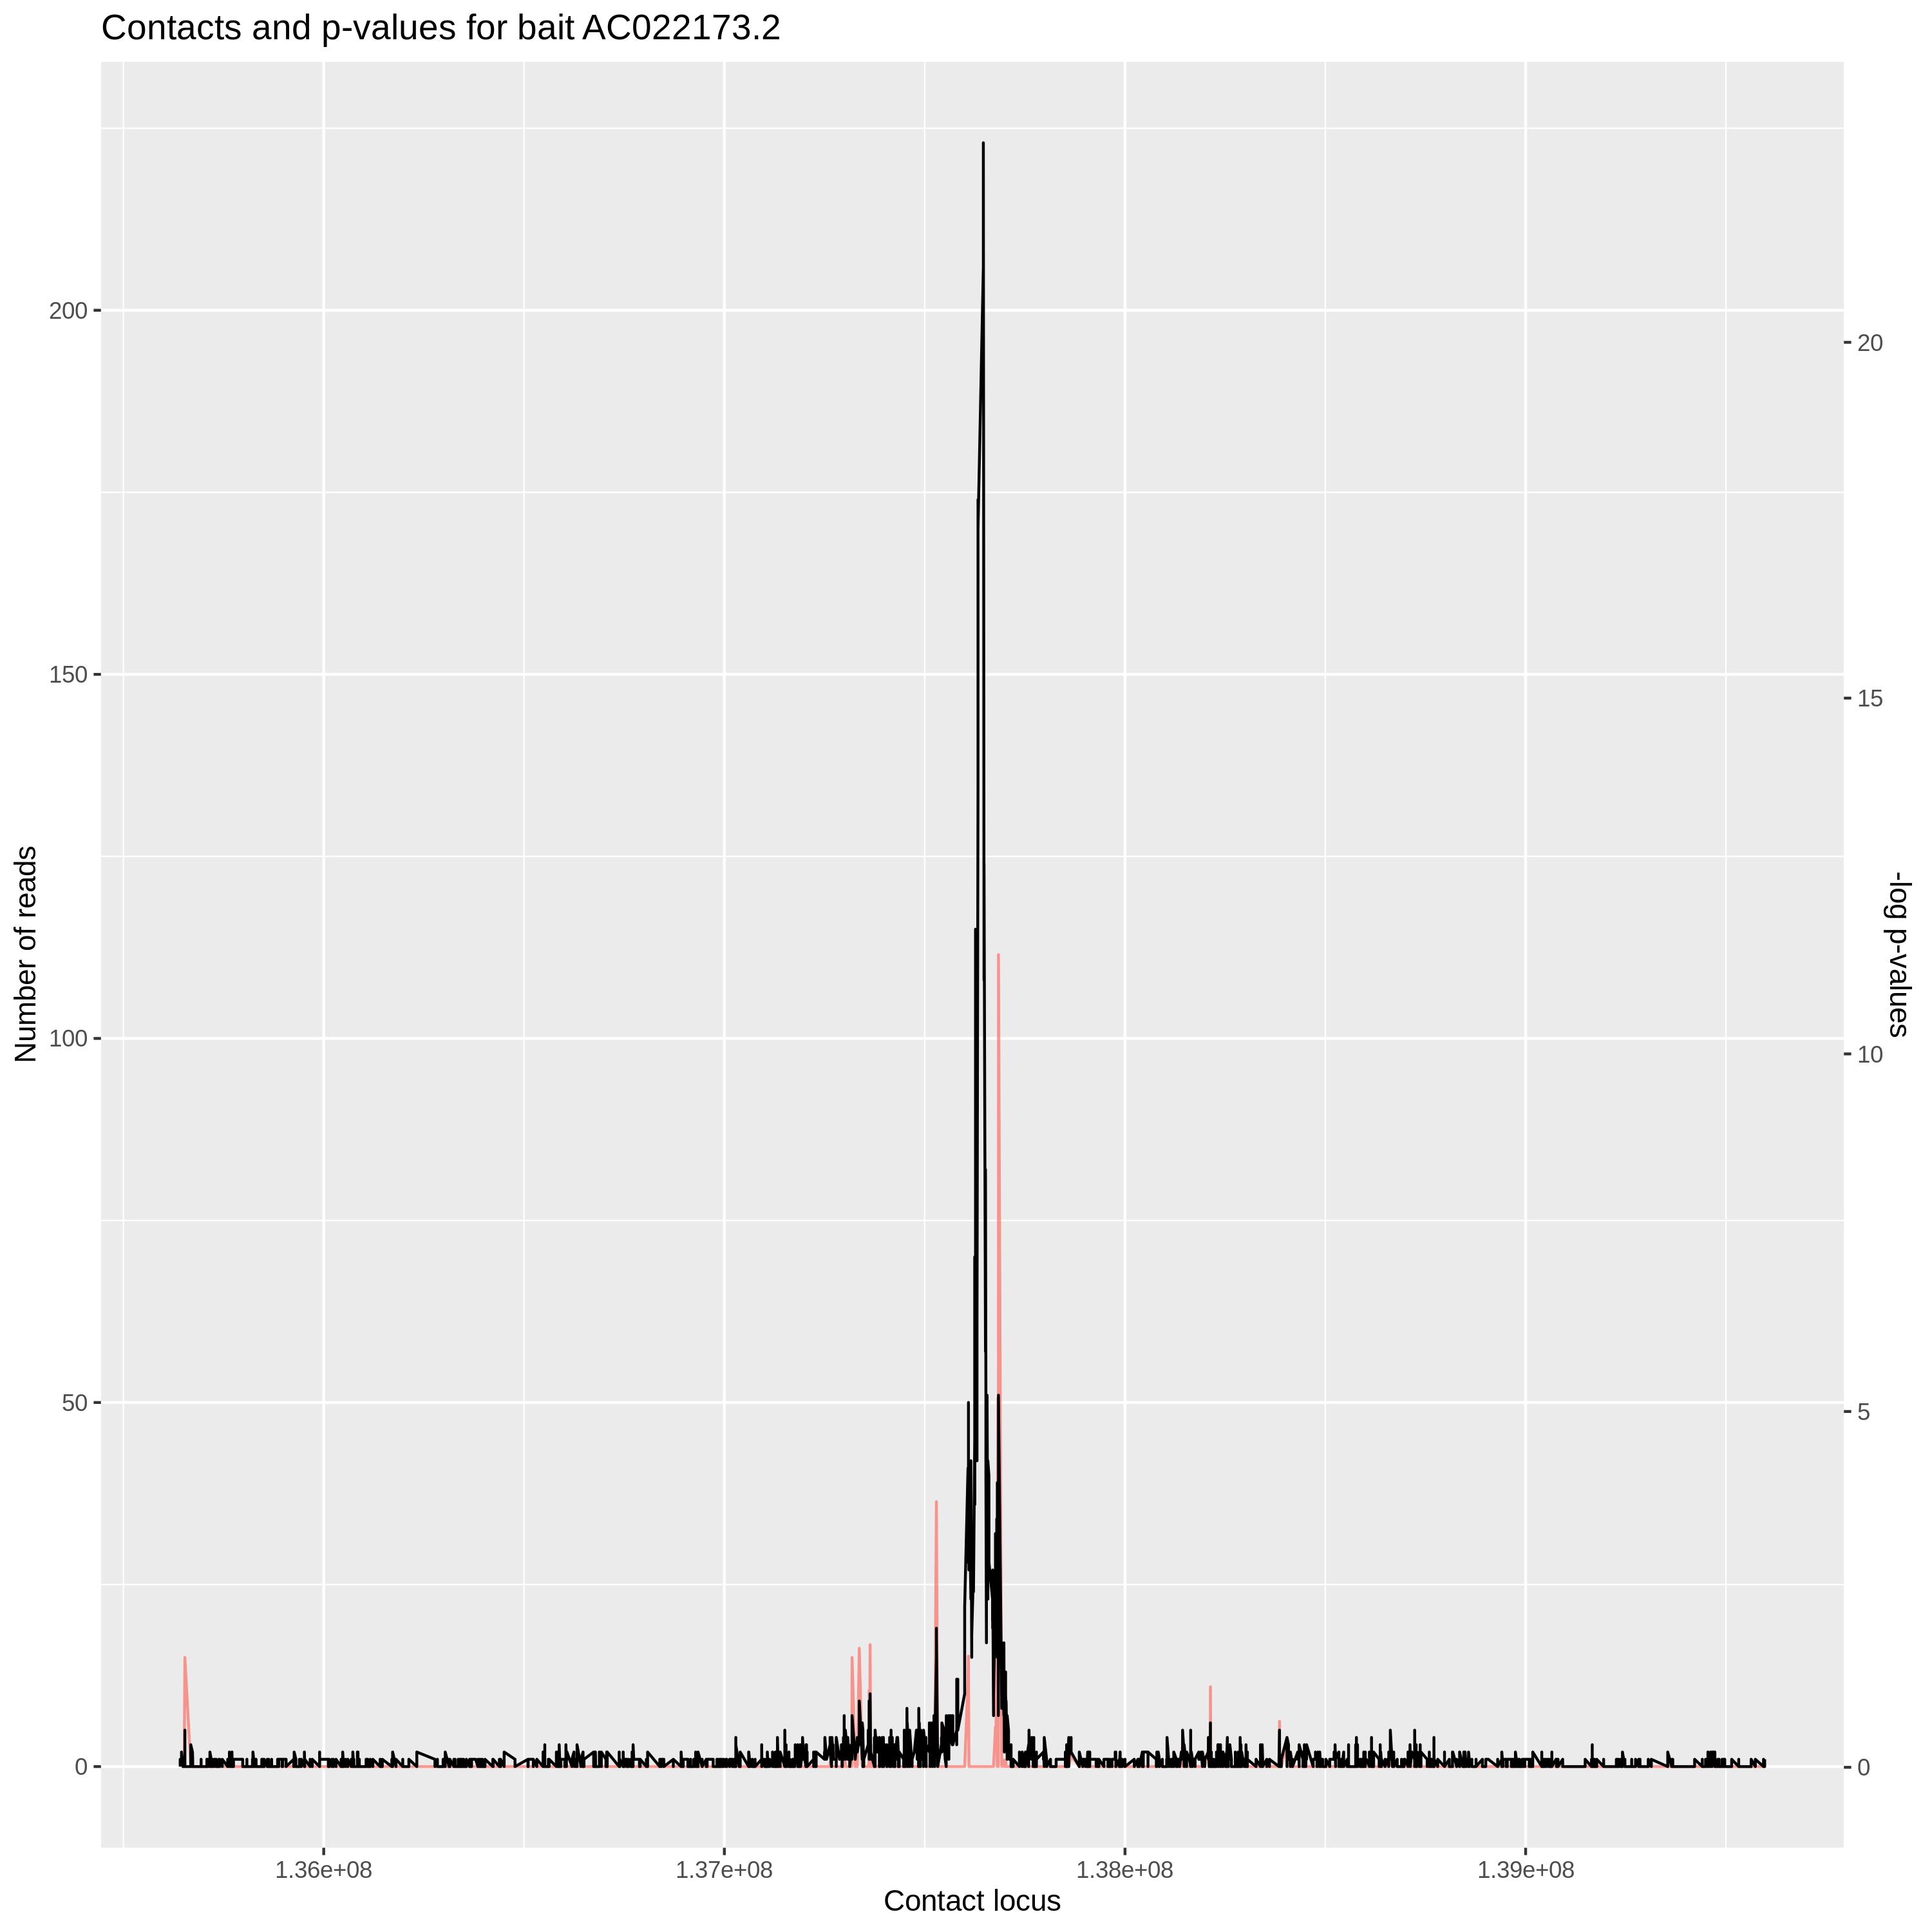 Contacts and p-values for bait AC022173.2
Number of reads
200
150
100
50
0
20
15
10
5
0
-log p-values
1.36e+08
1.37e+08
1.38e+08
1.39e+08
Contact locus